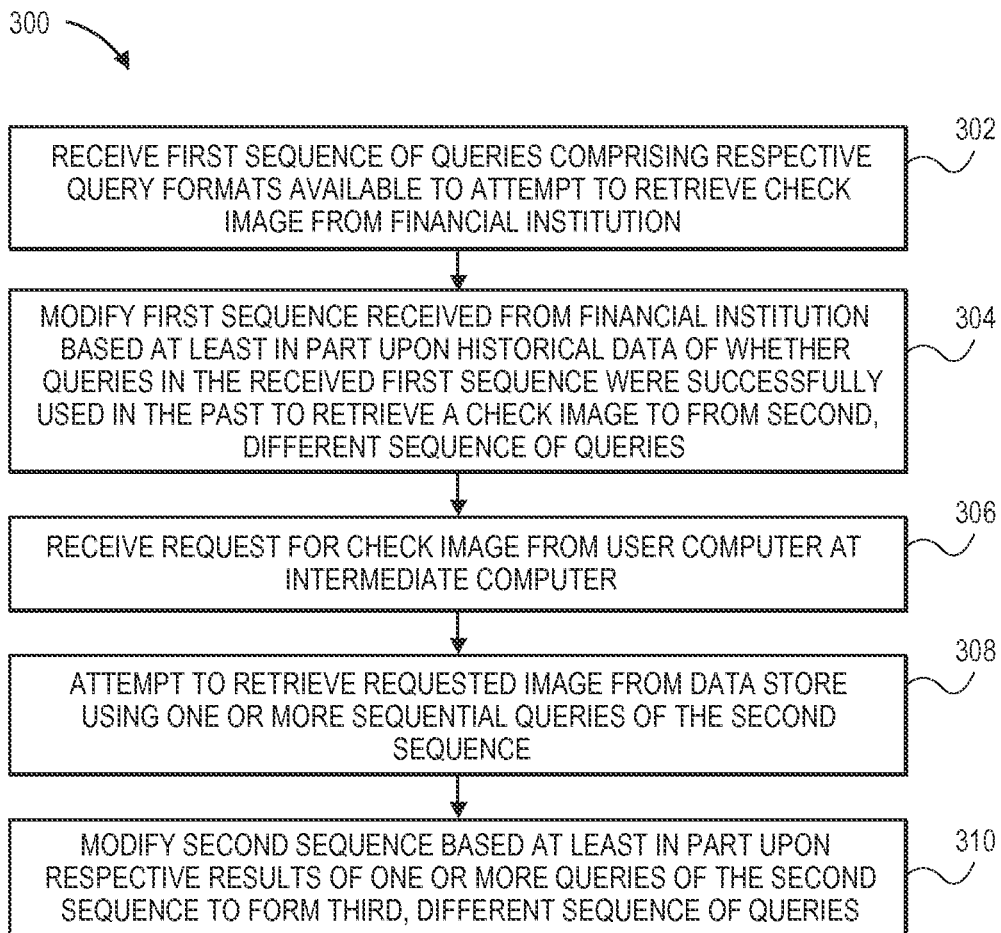 300
302
RECEIVE FIRST SEQUENCE OF QUERIES COMPRISING RESPECTIVE
QUERY FORMATS AVAILABLE TO ATTEMPT TO RETRIEVE CHECK
IMAGE FROM FINANCIAL INSTITUTION
304
MODIFY FIRST SEQUENCE RECEIVED FROM FINANCIAL INSTITUTION
BASED AT LEAST IN PART UPON HISTORICAL DATA OF WHETHER
QUERIES IN THE RECEIVED FIRST SEQUENCE WERE SUCCESSFULLY
USED IN THE PAST TO RETRIEVE A CHECK IMAGE TO FROM SECOND,
DIFFERENT SEQUENCE OF QUERIES
306
RECEIVE REQUEST FOR CHECK IMAGE FROM USER COMPUTER AT
INTERMEDIATE COMPUTER
308
ATTEMPT TO RETRIEVE REQUESTED IMAGE FROM DATA STORE
USING ONE OR MORE SEQUENTIAL QUERIES OF THE SECOND
SEQUENCE
310
MODIFY SECOND SEQUENCE BASED AT LEAST IN PART UPON
RESPECTIVE RESULTS OF ONE OR MORE QUERIES OF THE SECOND
SEQUENCE TO FORM THIRD, DIFFERENT SEQUENCE OF QUERIES